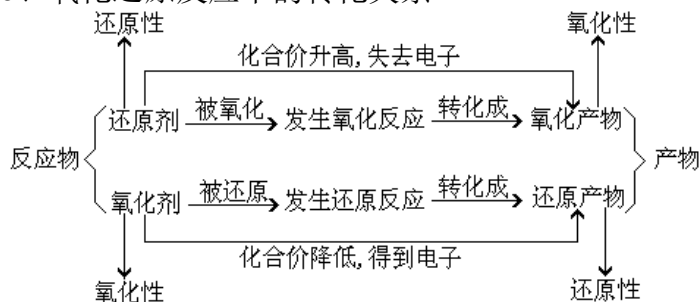 还原性 氧化性
化合价升高,失去电子
还原剂 被氧化 发生氧化反应 转化成 氧化产物
反应物 产物
氧化剂 被还原 发生还原反应 转化成 还原产物
化合价降低,得到电子
氧化性 还原性